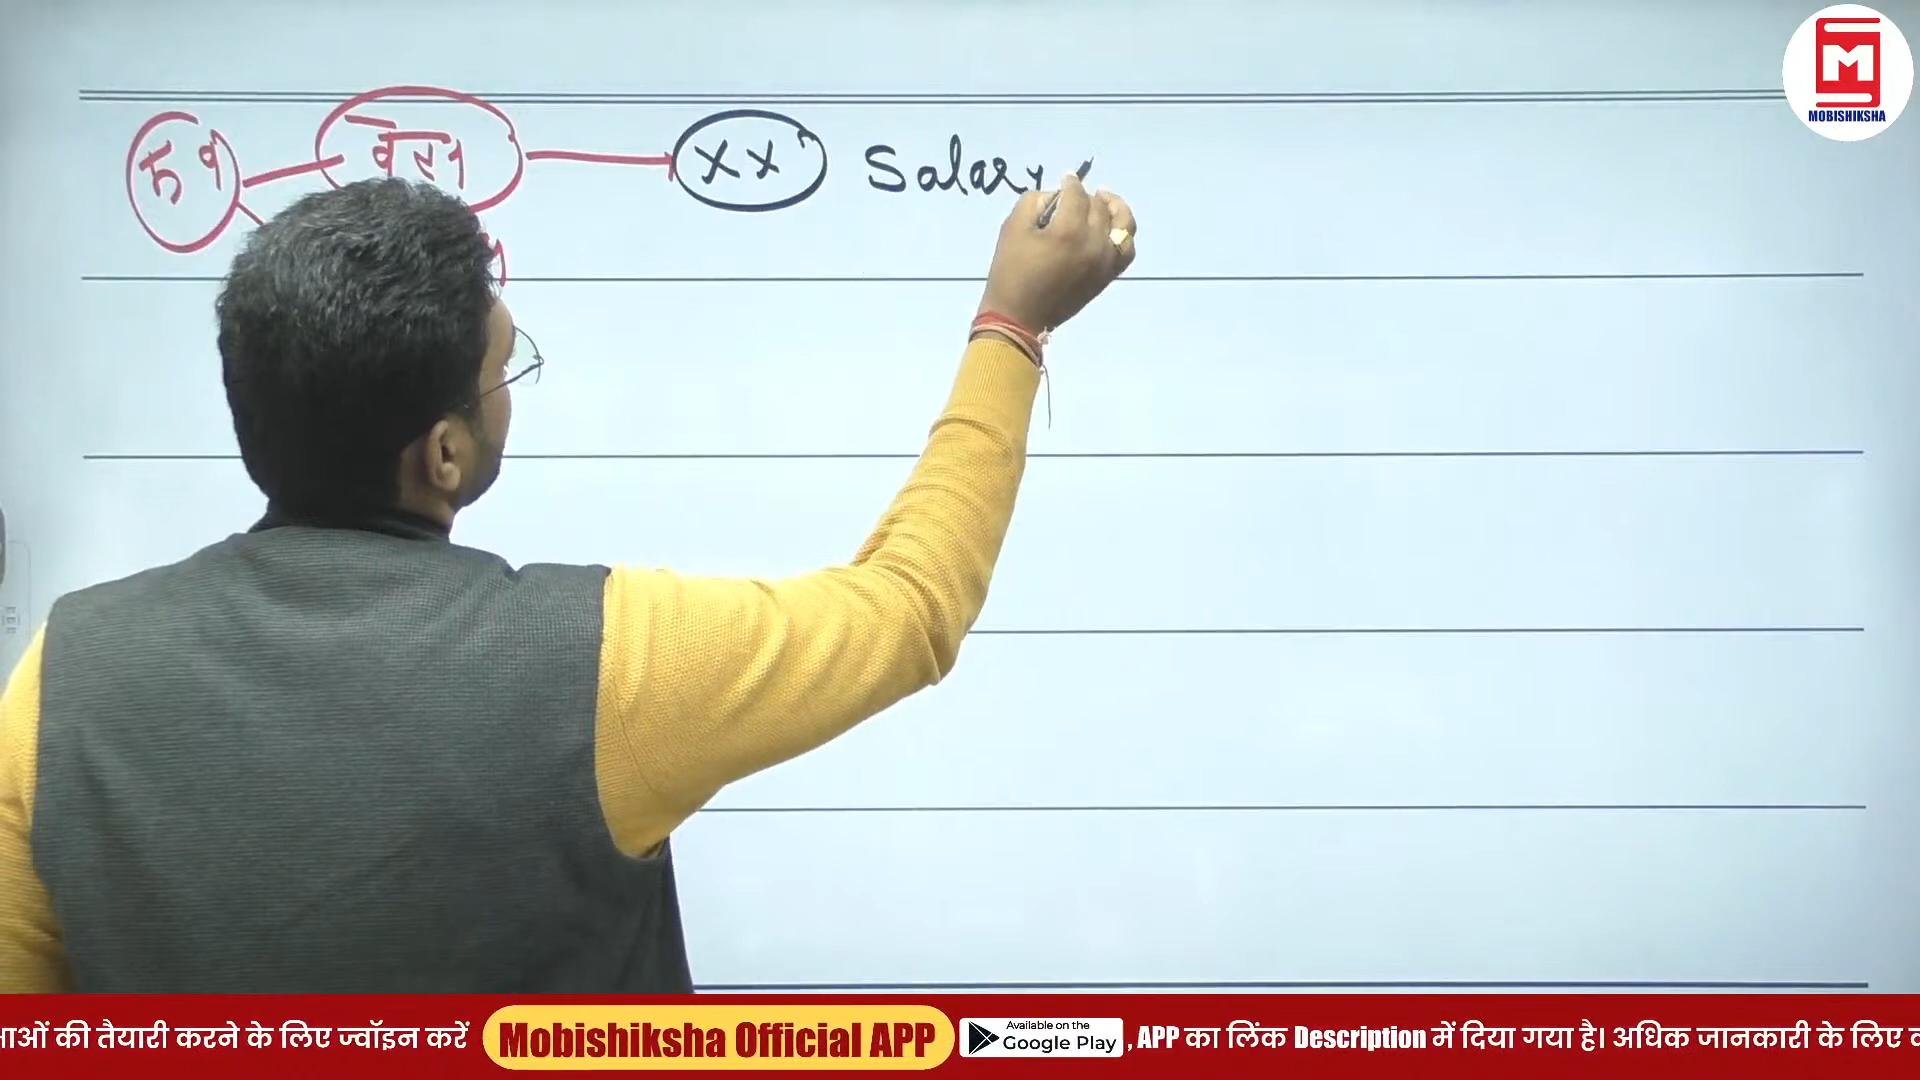 वेतन XX Salary
M
MOBISHIKSHA
ाओं की तैयारी करने के लिए ज्वॉइन करें Mobishiksha Official APP Available on the Google Play , APP का लिंक Description में दिया गया है। अधिक जानकारी के लिए